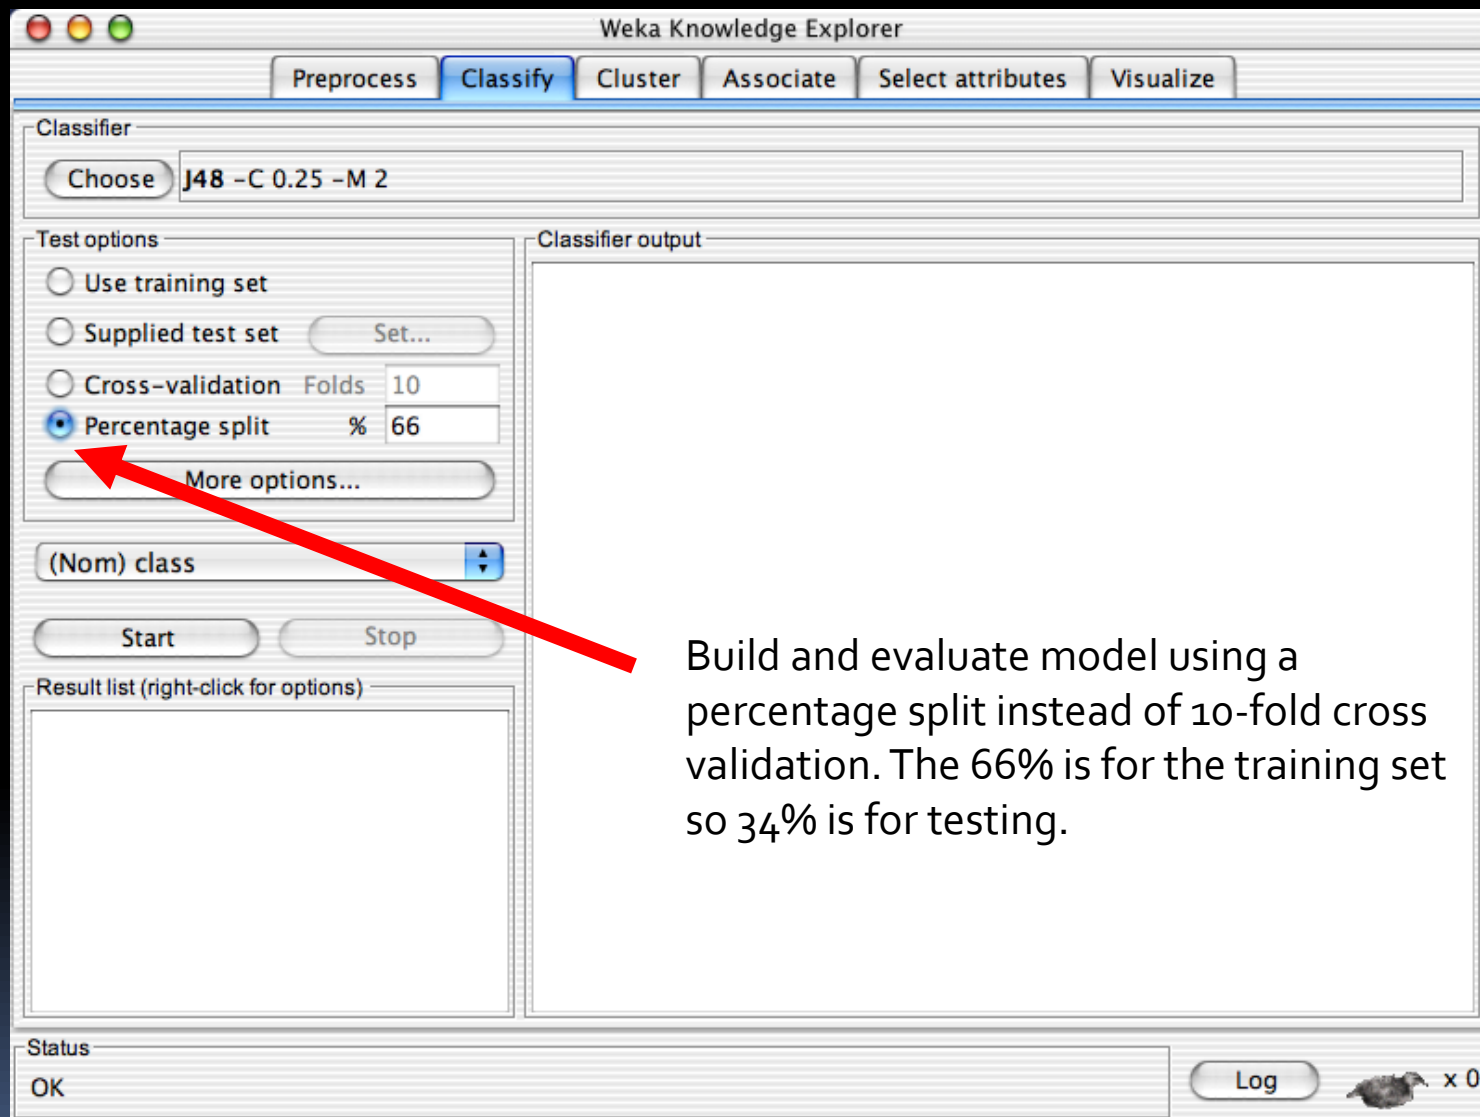 Weka Knowledge Explorer
Preprocess Classify Cluster Associate Select attributes Visualize
Classifier
Choose J48 -C 0.25 -M 2
Test options
Use training set
Supplied test set Set...
Cross-validation Folds 10
Percentage split % 66
More options...
(Nom) class
Start Stop
Result list (right-click for options)
Classifier output
Build and evaluate model using a
percentage split instead of 10-fold cross
validation. The 66% is for the training set
so 34% is for testing.
Status
OK
Log x 0